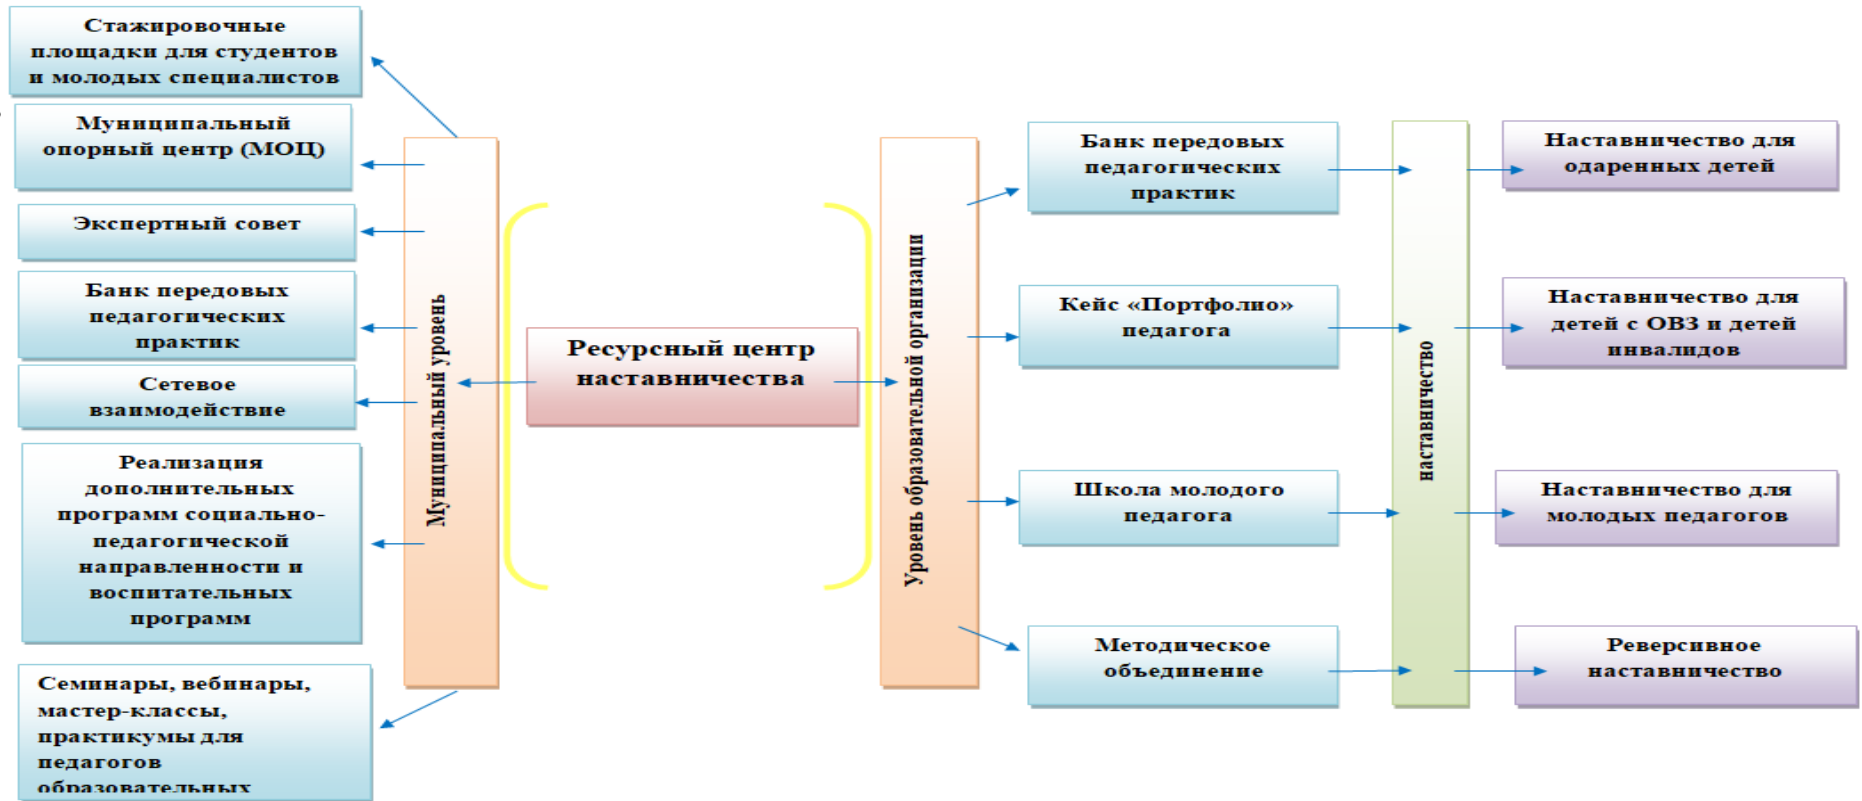 Стажировочные
площадки для студентов
и молодых специалистов
Муниципальный
опорный центр (МОЦ)
Экспертный совет
Банк передовых
педагогических
практик
Сетевое
взаимодействие
Реализация
дополнительных
программ социально-
педагогической
направленности и
воспитательных
программ
Семинары, вебинары,
мастер-классы,
практикумы для
педагогов
образовательных
Муниципальный уровень
Ресурсный центр
наставничества
Уровень образовательной организации
Банк передовых
педагогических
практик
Кейс «Портфолио»
педагога
Школа молодого
педагога
Методическое
объединение
наставничество
Наставничество для
одаренных детей
Наставничество для
детей с ОВЗ и детей
инвалидов
Наставничество для
молодых педагогов
Реверсивное
наставничество